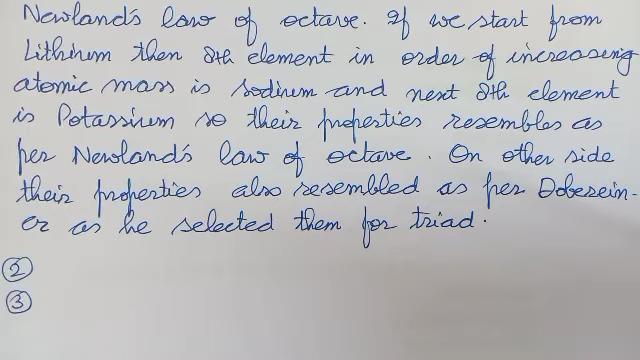 Newland's law of octave. If we start from
Lithium then 8th element in order of increasing
atomic mass is sodium and next 8th element
is Potassium so their properties resembles as
per Newland's law of octave. On other side
their properties also resembled as per Doberein-
er as he selected them for triad.
②
③